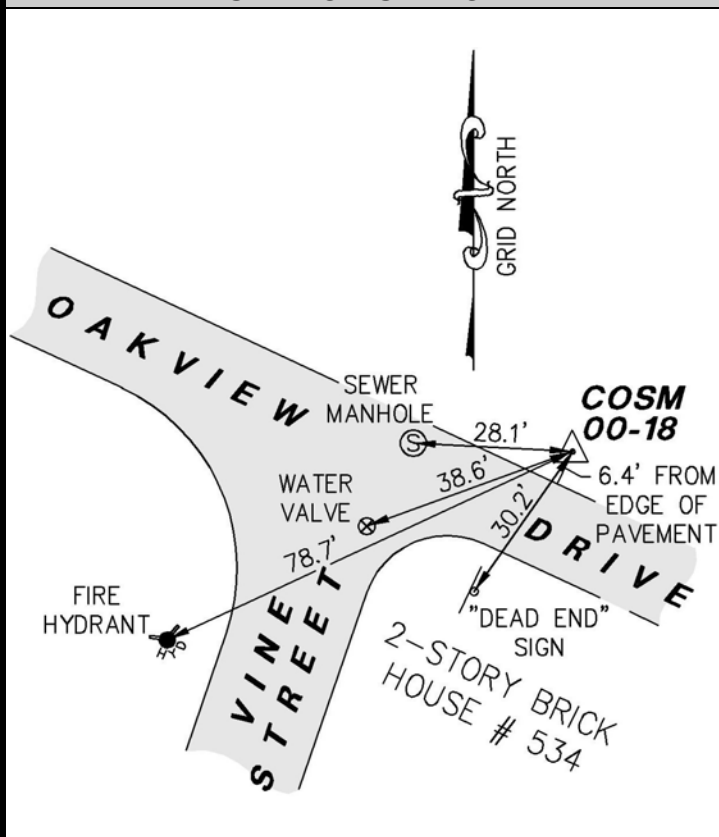 GRID NORTH
OAKVIEW
DRIVE
SEWER
MANHOLE
S
28.1'
COSM
00-18
6.4' FROM
EDGE OF
PAVEMENT
WATER
VALVE
38.6'
30.2'
78.7'
FIRE
HYDRANT
HYD
VINE
STREET
"DEAD END"
SIGN
2-STORY BRICK
HOUSE # 534